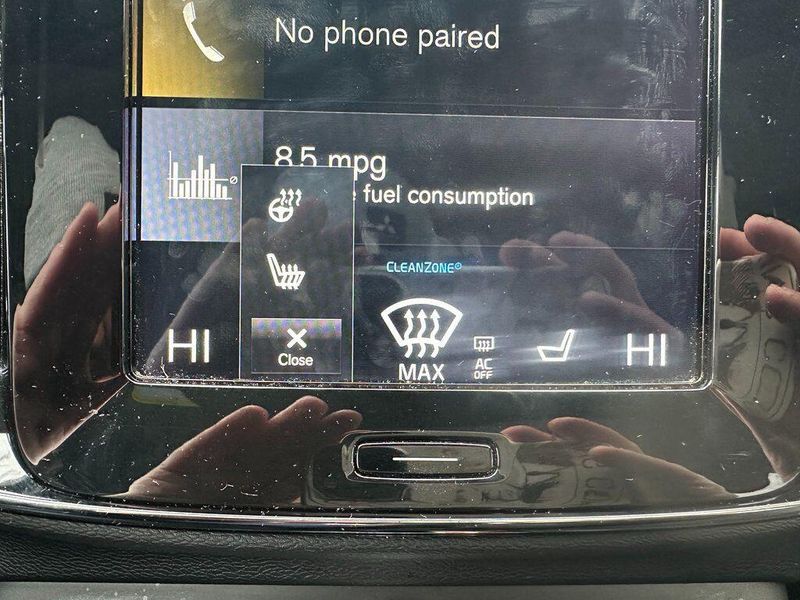 No phone paired
8.5 mpg
fuel consumption
CLEANZONE
HI
Close
MAX
AC
OFF
HI